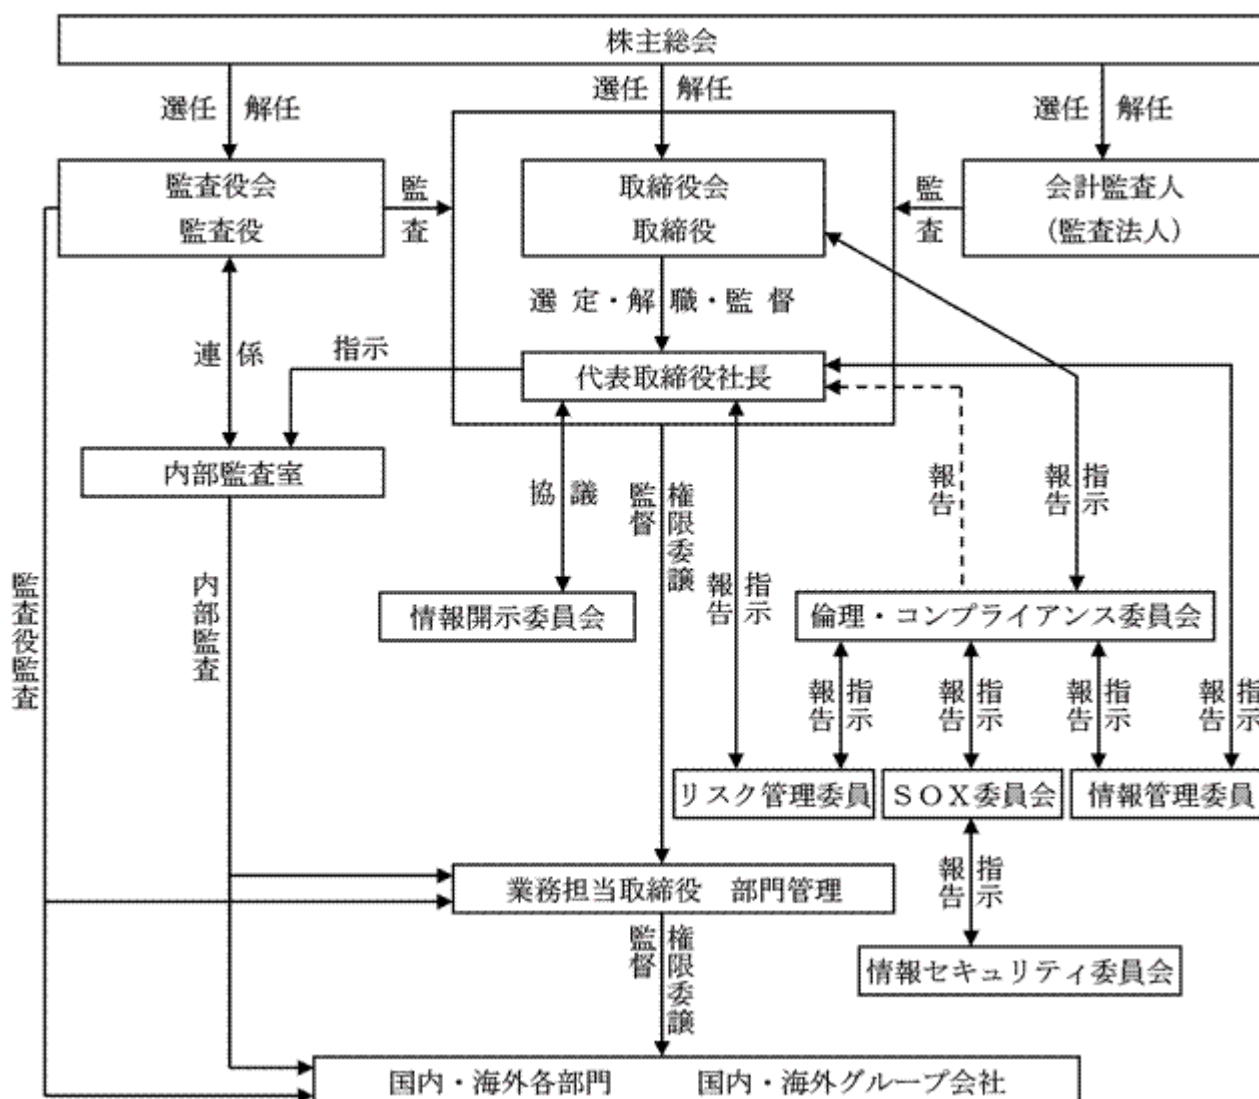 株主総会
選任 解任
選任 解任
選任 解任
監査役会
監査役
監査
取締役会
取締役
監査
会計監査人
(監査法人)
選定・解職・監督
連係
指示
代表取締役社長
内部監査室
協議
監督
権限委譲
報告
報告
指示
監査役監査
内部監査
情報開示委員会
報告
指示
倫理・コンプライアンス委員会
報告
指示
報告
指示
報告
指示
報告
指示
リスク管理委員
SOX委員会
情報管理委員
報告
指示
業務担当取締役 部門管理
監督
権限委譲
情報セキュリティ委員会
国内・海外各部門 国内・海外グループ会社